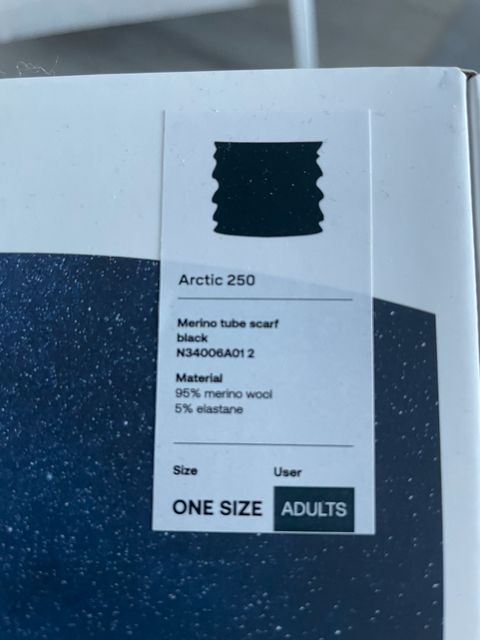 Arctic 250
Merino tube scarf
black
N34006A01 2
Material
95% merino wool
5% elastane
Size User
ONE SIZE ADULTS